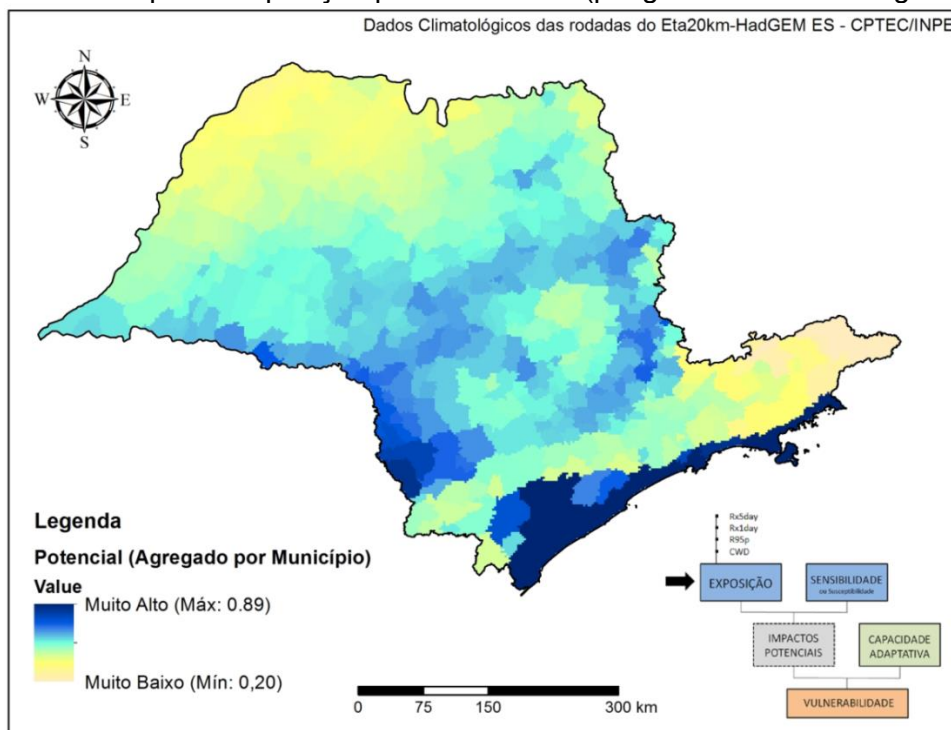 Dados Climatológicos das rodadas do Eta20km-HadGEM ES - CPTEC/INPE
N
W E
S
Legenda
Potencial (Agregado por Município)
Value
Muito Alto (Máx: 0.89)
Muito Baixo (Mín: 0,20)
0 75 150 300 km
Rx5day
Rx1day
R95p
CWD
EXPOSIÇÃO
SENSIBILIDADE
ou Susceptibilidade
IMPACTOS
POTENCIAIS
CAPACIDADE
ADAPTATIVA
VULNERABILIDADE